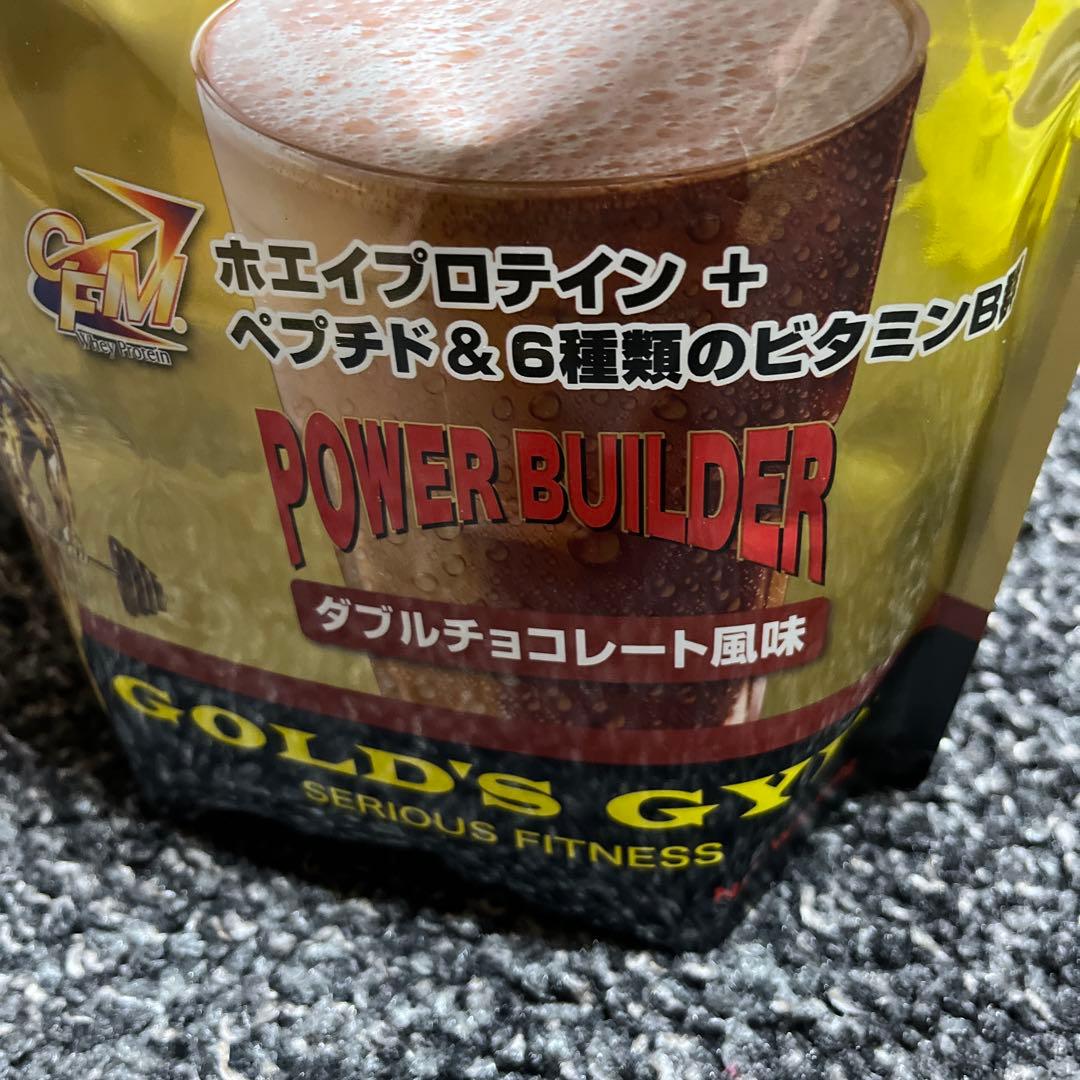 CFM.
Whey Protein
ホエイプロテイン +
ペプチド&6種類のビタミンB群
POWER BUILDER
ダブルチョコレート風味
GOLD'S GY
SERIOUS FITNESS